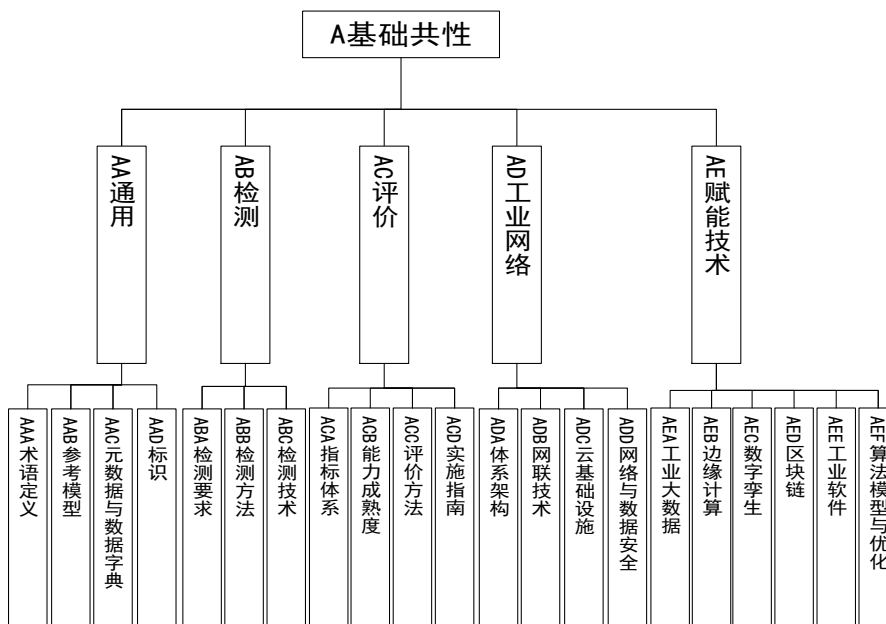 A基础共性
AA通用
AB检测
AC评价
AD工业网络
AE赋能技术
AAA术语定义
AAB参考模型
AAC元数据与数据字典
AAD标识
ABA检测要求
ABB检测方法
ABC检测技术
ACA指标体系
ACB能力成熟度
ACC评价方法
ACD实施指南
ADA体系架构
ADB网联技术
ADC云基础设施
ADD网络与数据安全
AEA工业大数据
AEB边缘计算
AEC数字孪生
AED区块链
AEE工业软件
AEF算法模型与优化